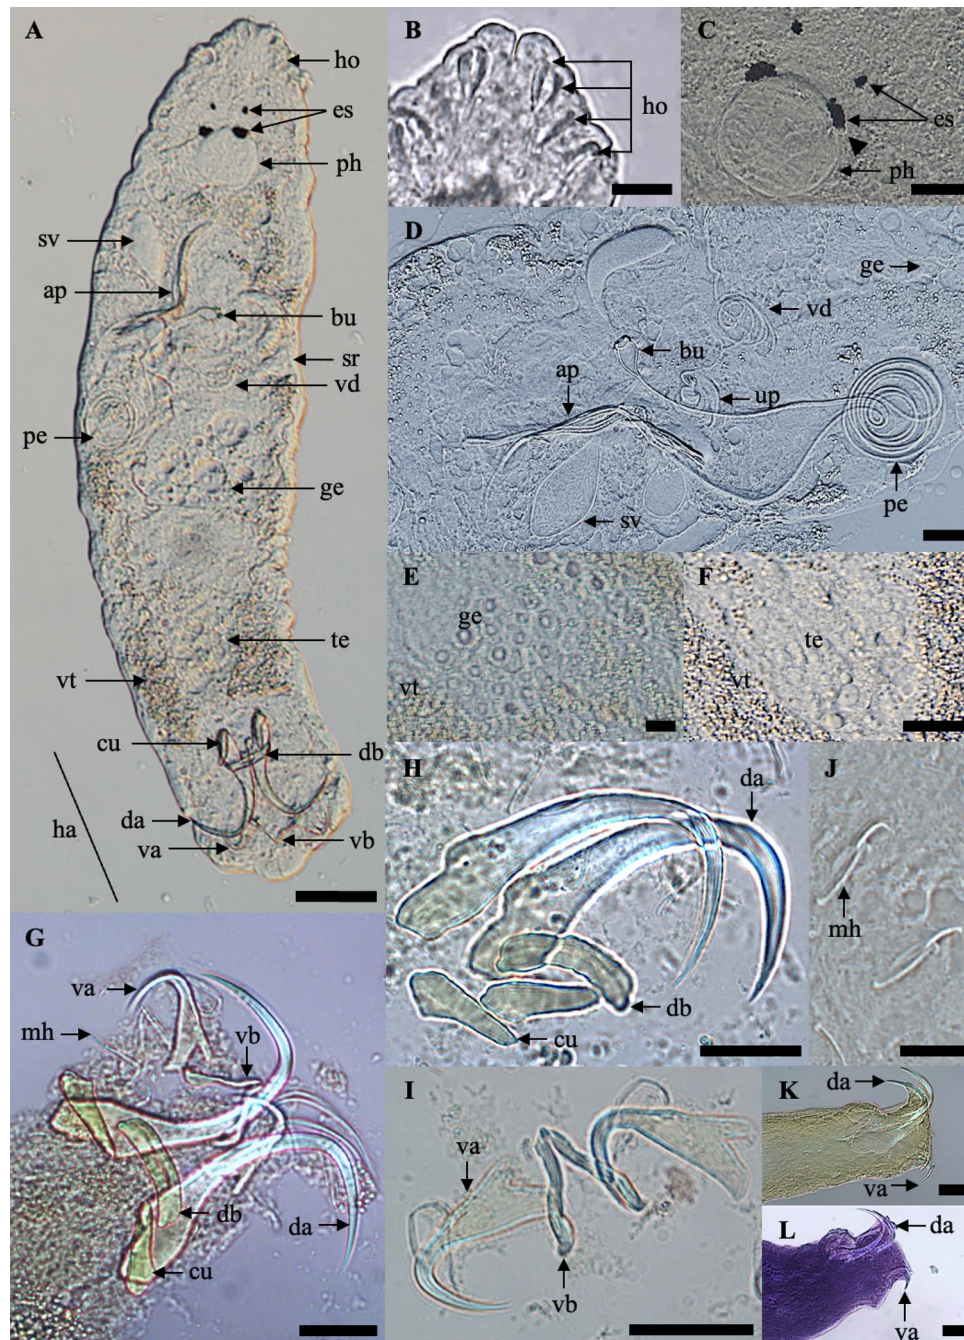 A
ho
es
ph
sv
ap
bu
sr
vd
pe
ge
te
vt
cu
db
ha
da
va
vb
B
ho
C
es
ph
D
ge
vd
bu
ap
up
sv
pe
E
ge
vt
F
te
vt
G
va
mh
vb
db
da
cu
H
da
db
cu
I
va
vb
J
mh
K
da
va
L
da
va